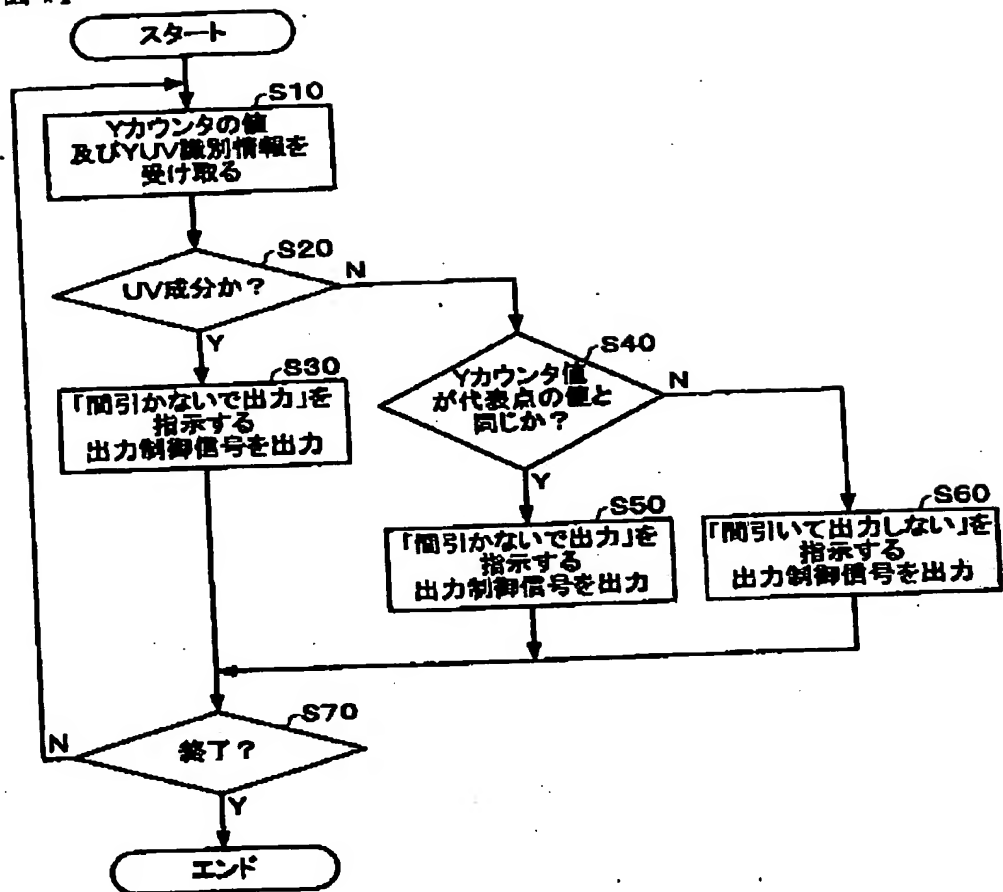 スタート
S10
Yカウンタの値
及びYUV識別情報を
受け取る
S20
UV成分か?
N
Y
S30
「間引かないで出力」を
指示する
出力制御信号を出力
S40
Yカウンタ値
が代表点の値と
同じか?
N
Y
S50
「間引かないで出力」を
指示する
出力制御信号を出力
S60
「間引いて出力しない」を
指示する
出力制御信号を出力
S70
終了?
N
Y
エンド